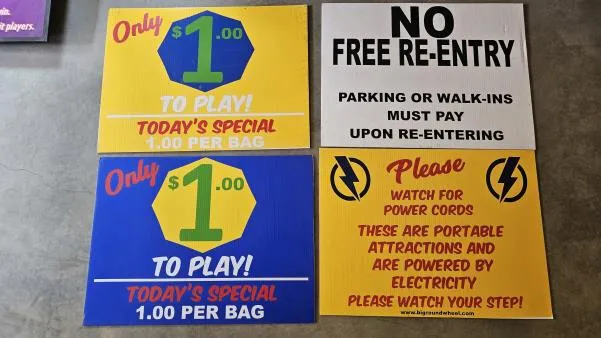 in.
it players.
Only
$1.00
TO PLAY!
TODAY'S SPECIAL
1.00 PER BAG
NO
FREE RE-ENTRY
PARKING OR WALK-INS
MUST PAY
UPON RE-ENTERING
Only
$1.00
TO PLAY!
TODAY'S SPECIAL
1.00 PER BAG
Please
WATCH FOR
POWER CORDS
THESE ARE PORTABLE
ATTRACTIONS AND
ARE POWERED BY
ELECTRICITY
PLEASE WATCH YOUR STEP!
www.bigroundwheel.com